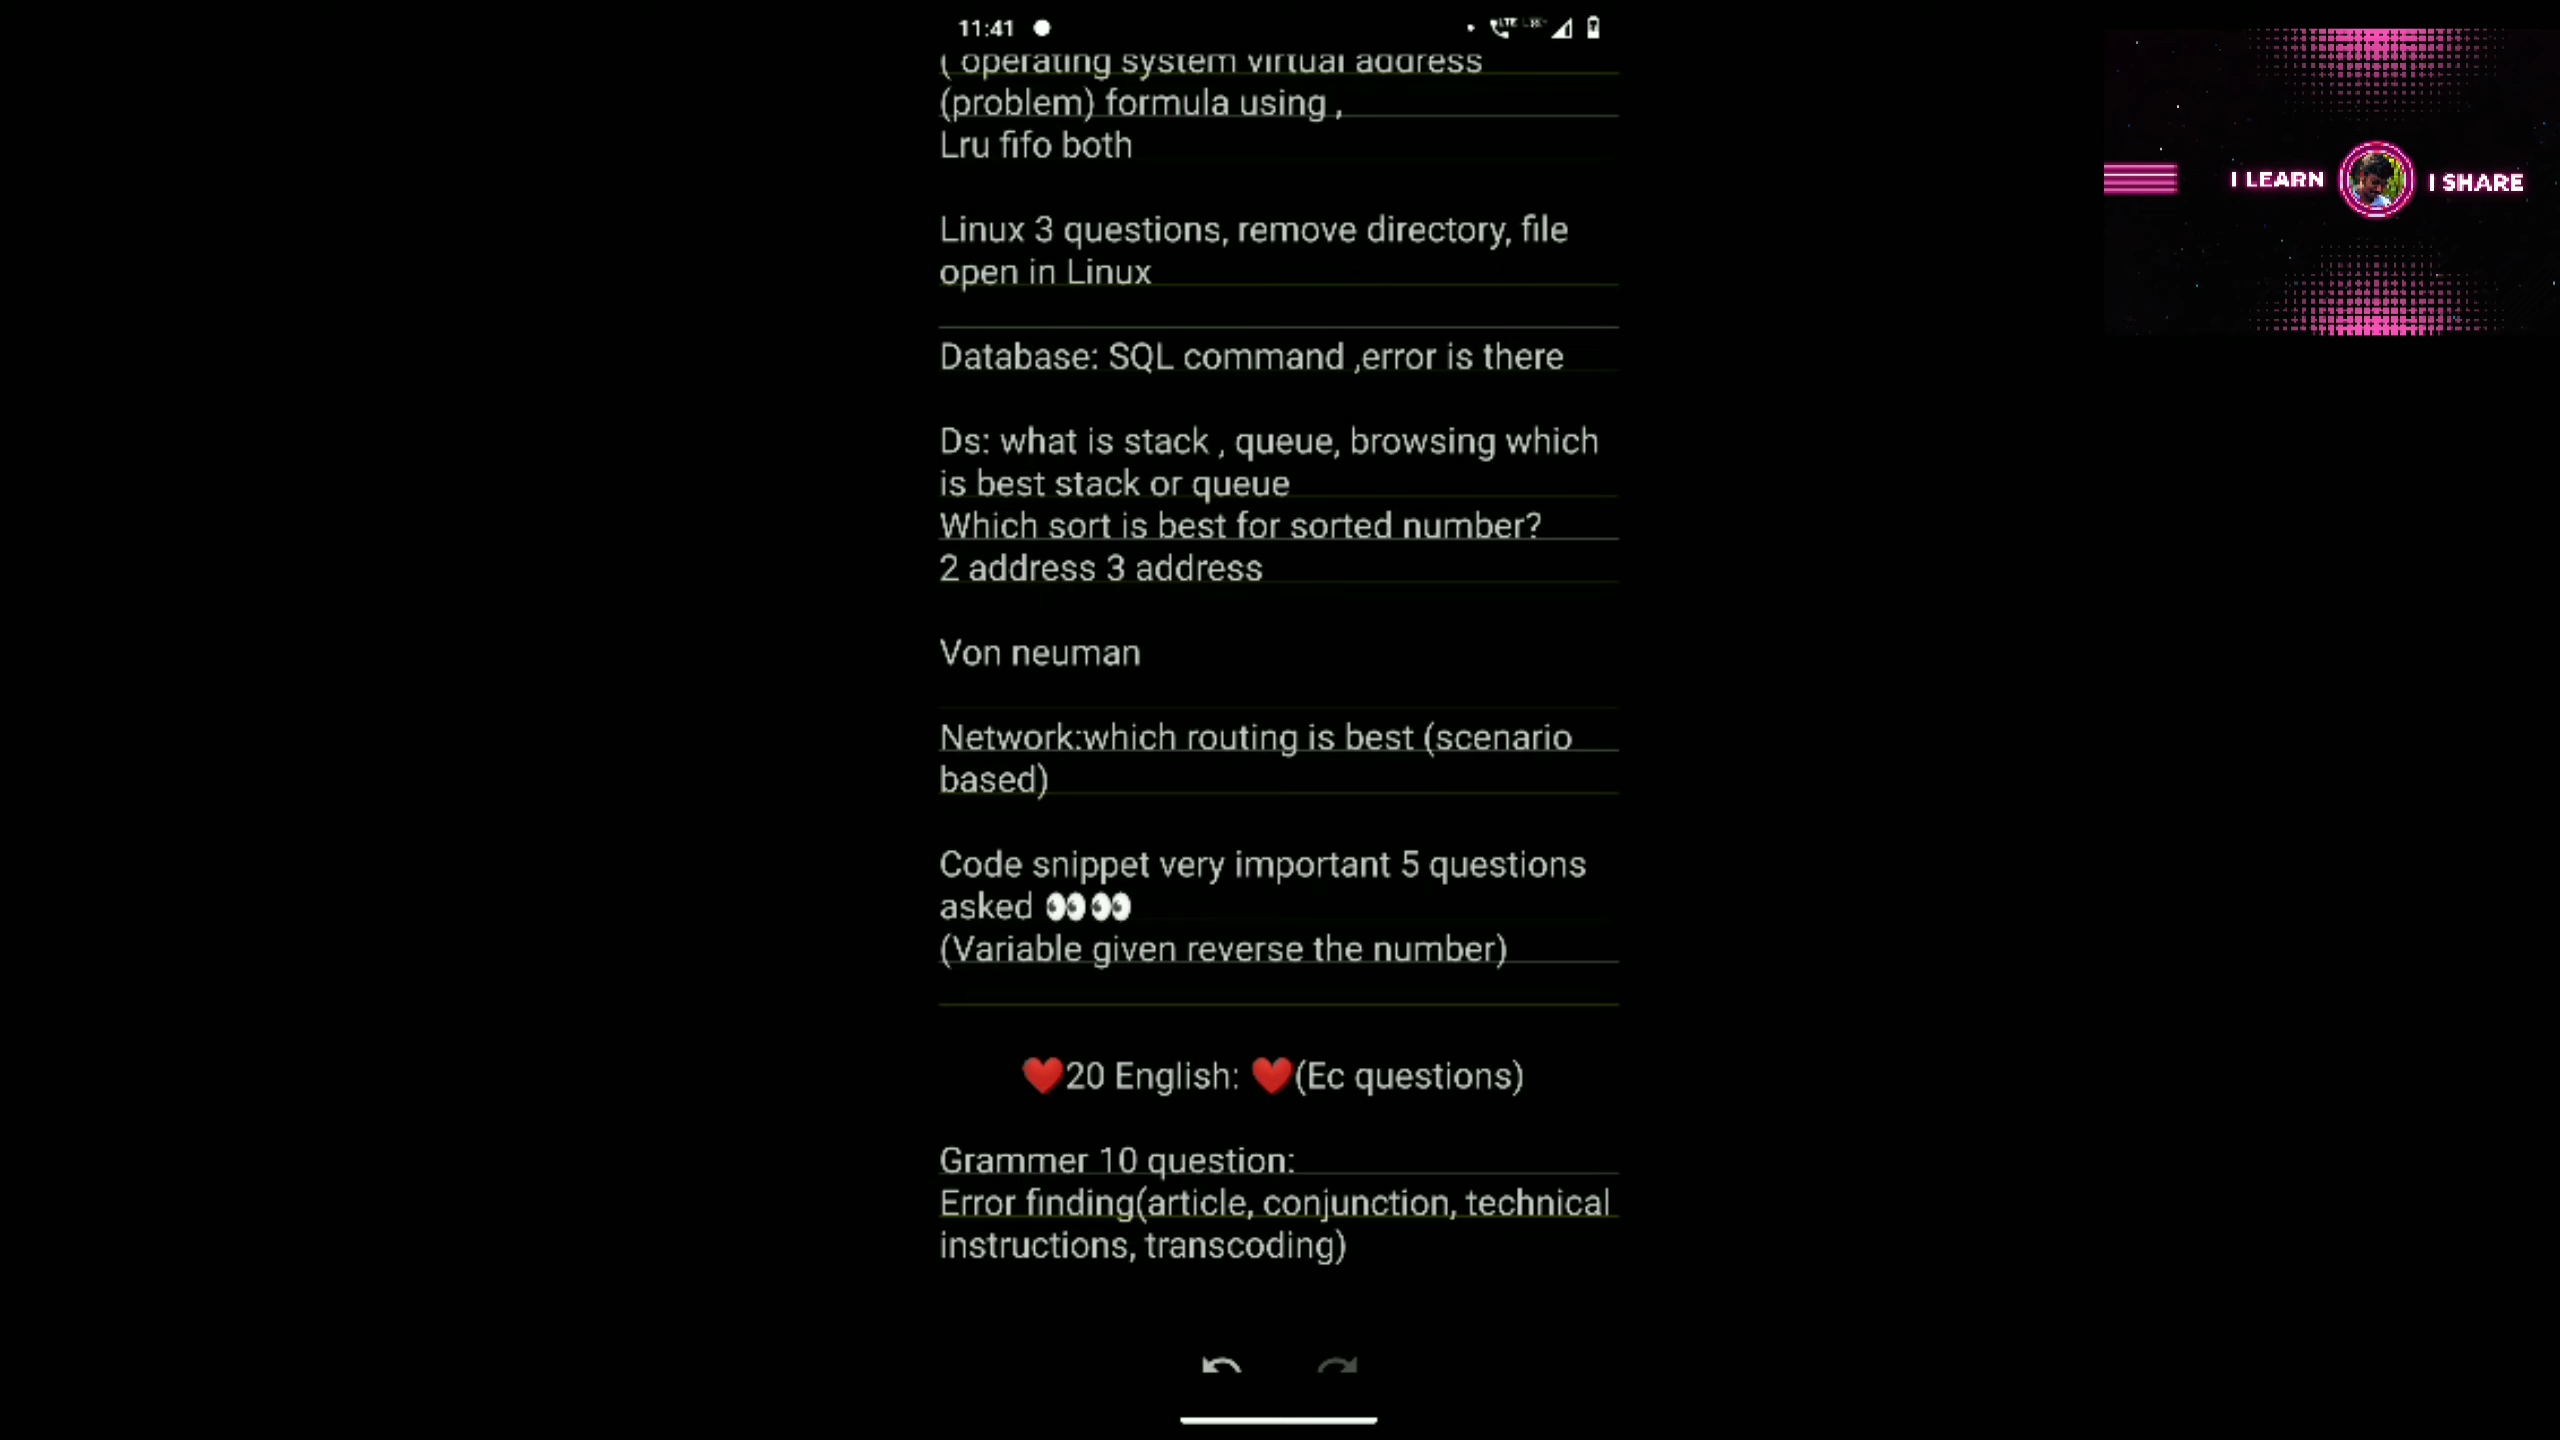 11:41
( operating system virtual address
(problem) formula using ,
Lru fifo both
Linux 3 questions, remove directory, file
open in Linux
Database: SQL command ,error is there
Ds: what is stack , queue, browsing which
is best stack or queue
Which sort is best for sorted number?
2 address 3 address
Von neuman
Network:which routing is best (scenario
based)
Code snippet very important 5 questions
asked 👀👀
(Variable given reverse the number)
❤️20 English: ❤️(Ec questions)
Grammer 10 question:
Error finding(article, conjunction, technical
instructions, transcoding)
I LEARN I SHARE